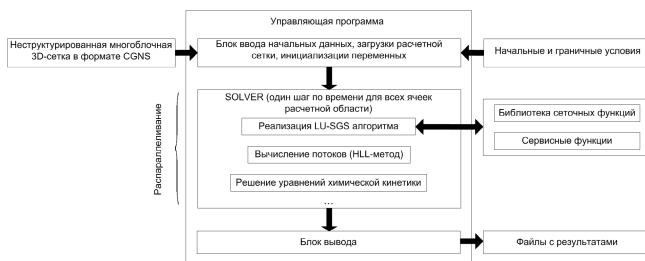 Управляющая программа
Неструктурированная многоблочная
3D-сетка в формате CGNS
Блок ввода начальных данных, загрузки расчетной
сетки, инициализации переменных
Начальные и граничные условия
Распараллеливание
SOLVER (один шаг по времени для всех ячеек
расчетной области)
Реализация LU-SGS алгоритма
Вычисление потоков (HLL-метод)
Решение уравнений химической кинетики
...
Библиотека сеточных функций
Сервисные функции
Блок вывода
Файлы с результатами